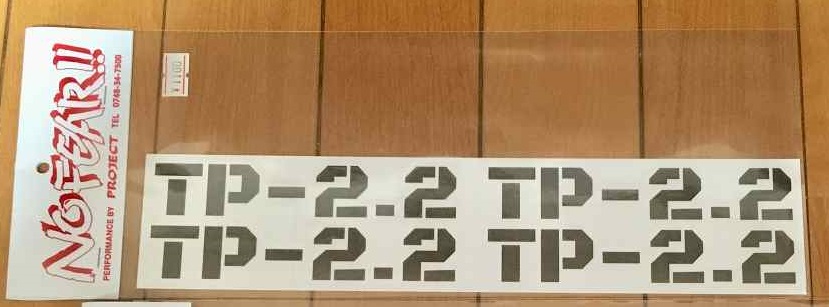 NO FEAR!!
PERFORMANCE BY PROJECT TEL 0748-34-7500
¥1100
TP-2.2 TP-2.2
TP-2.2 TP-2.2